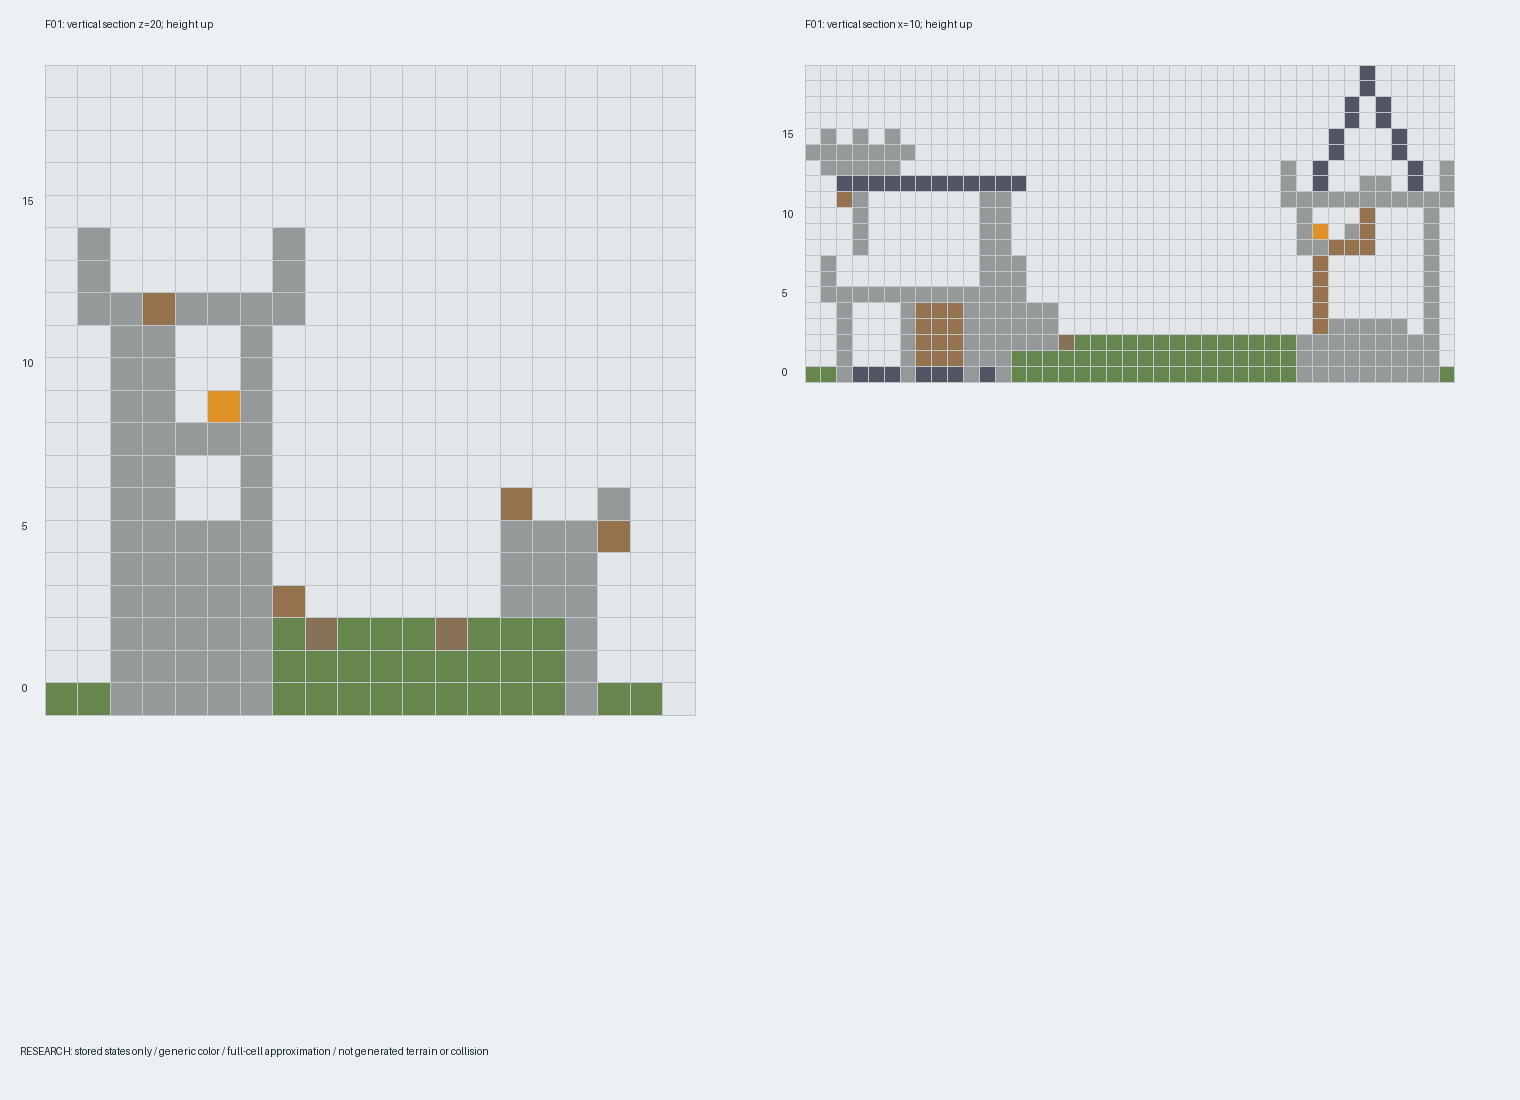 F01: vertical section z=20; height up
F01: vertical section x=10; height up
15
10
5
0
15
10
5
0
RESEARCH: stored states only / generic color / full-cell approximation / not generated terrain or collision